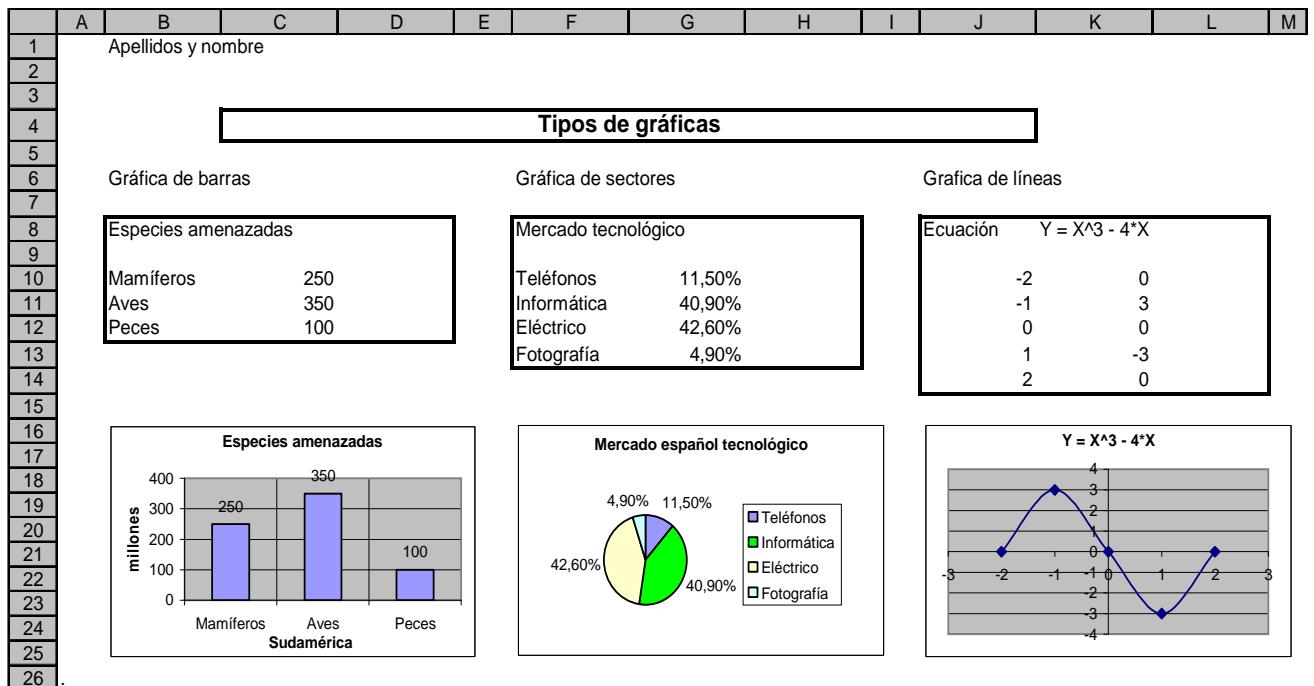 A B C D E F G H I J K L M
1 Apellidos y nombre
2
3
4 Tipos de gráficas
5
6 Gráfica de barras Gráfica de sectores Grafica de líneas
7
8 Especies amenazadas Mercado tecnológico Ecuación Y = X^3 - 4*X
9
10 Mamíferos 250 Teléfonos 11,50% -2 0
11 Aves 350 Informática 40,90% -1 3
12 Peces 100 Eléctrico 42,60% 0 0
13 Fotografía 4,90% 1 -3
14 2 0
15
16
17
18
19
20
21
22
23
24
25
26 .
Especies amenazadas
millones
400
300
200
100
0
250
350
100
Mamíferos Aves Peces
Sudamérica
Mercado español tecnológico
4,90% 11,50%
42,60%
40,90%
Teléfonos
Informática
Eléctrico
Fotografía
Y = X^3 - 4*X
4
3
2
1
0
-1
-2
-3
-4
-3 -2 -1 0 1 2 3